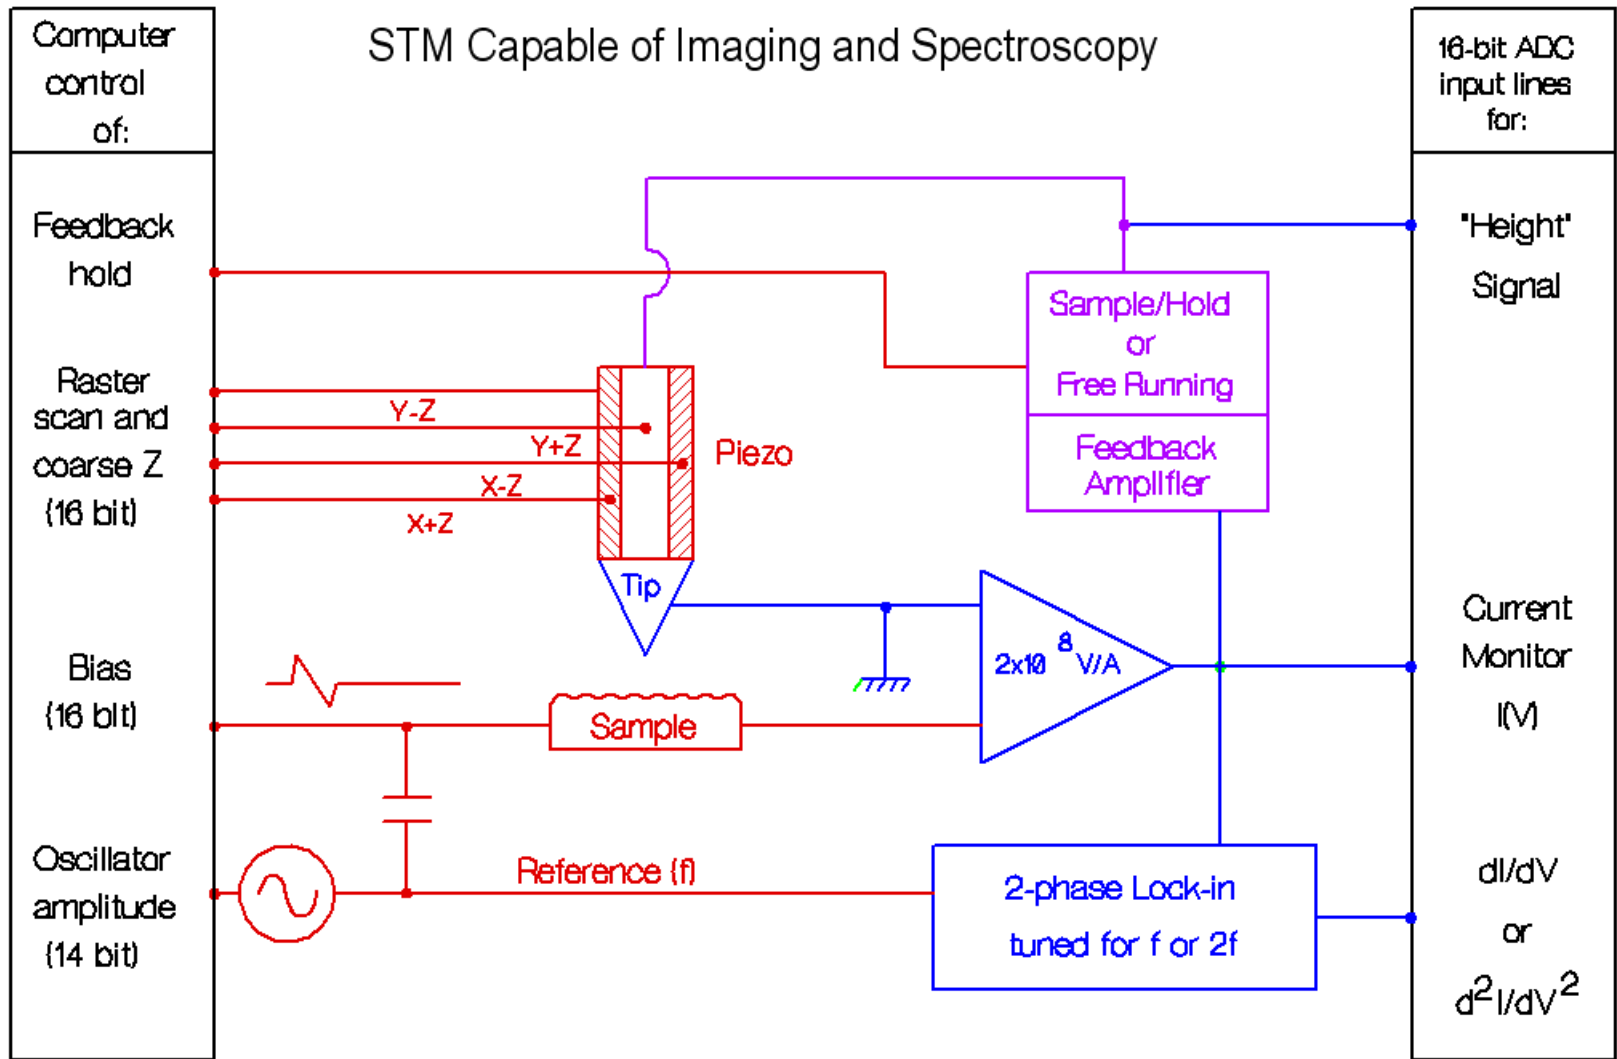 STM Capable of Imaging and Spectroscopy
Computer
control
of:
Feedback
hold
Raster
scan and
coarse Z
(16 bit)
Bias
(16 bit)
Oscillator
amplitude
(14 bit)
Y-Z
Y+Z
X-Z
X+Z
Piezo
Tip
Sample
Reference (f)
Sample/Hold
or
Free Running
Feedback
Amplifier
2x10⁸ V/A
2-phase Lock-in
tuned for f or 2f
16-bit ADC
input lines
for:
"Height"
Signal
Current
Monitor
I(V)
dI/dV
or
d²I/dV²